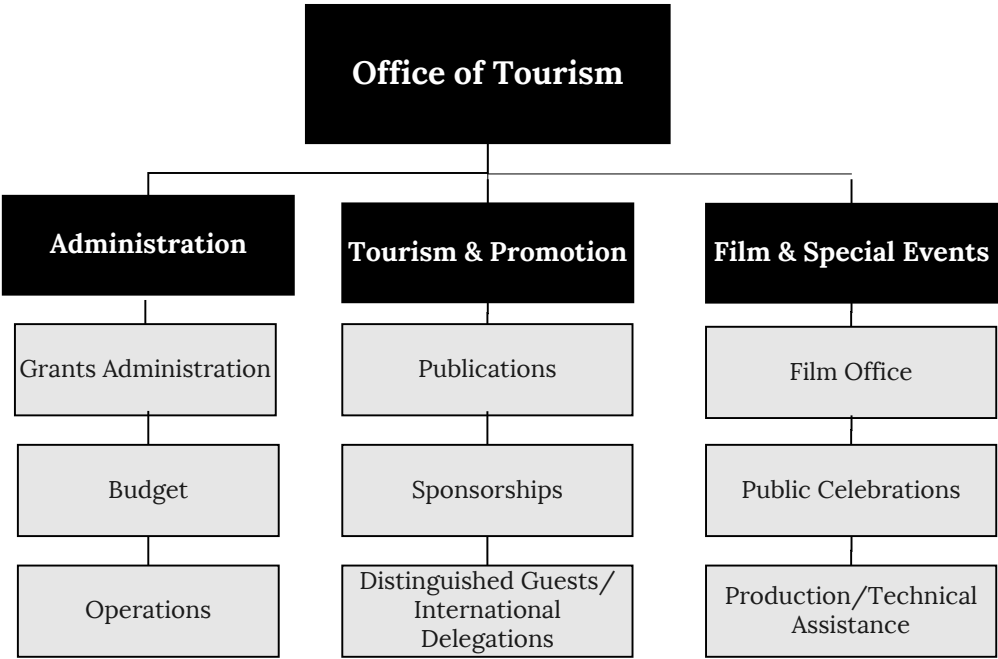 Office of Tourism
Administration
Tourism & Promotion
Film & Special Events
Grants Administration
Publications
Film Office
Budget
Sponsorships
Public Celebrations
Operations
Distinguished Guests/
International
Delegations
Production/Technical
Assistance